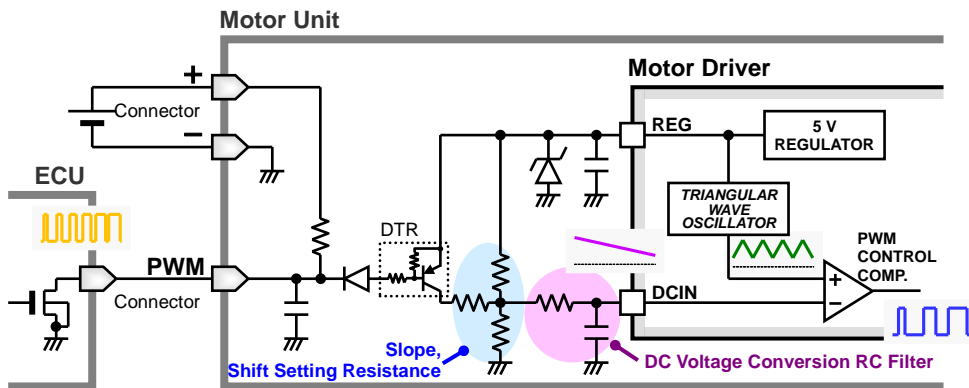 Motor Unit
+
Connector
−
Motor Driver
REG
5 V
REGULATOR
ECU
TRIANGULAR
WAVE
OSCILLATOR
DTR
PWM
PWM
CONTROL
COMP.
Connector
+
DCIN
−
Slope,
Shift Setting Resistance
DC Voltage Conversion RC Filter